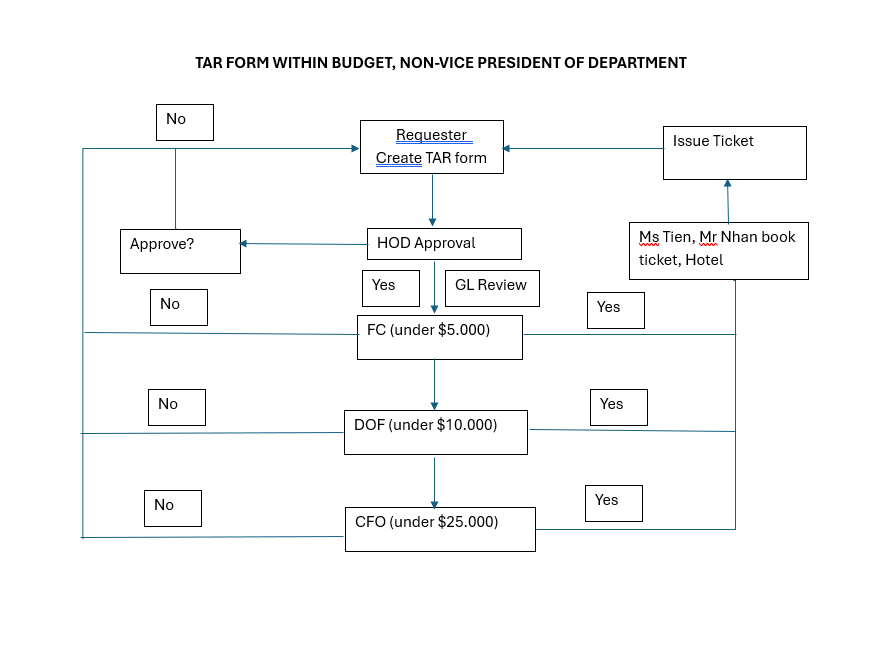 TAR FORM WITHIN BUDGET, NON-VICE PRESIDENT OF DEPARTMENT
No
Requester
Create TAR form
Issue Ticket
Approve?
HOD Approval
Ms Tien, Mr Nhan book
ticket, Hotel
Yes
GL Review
No
FC (under $5.000)
Yes
No
DOF (under $10.000)
Yes
No
CFO (under $25.000)
Yes